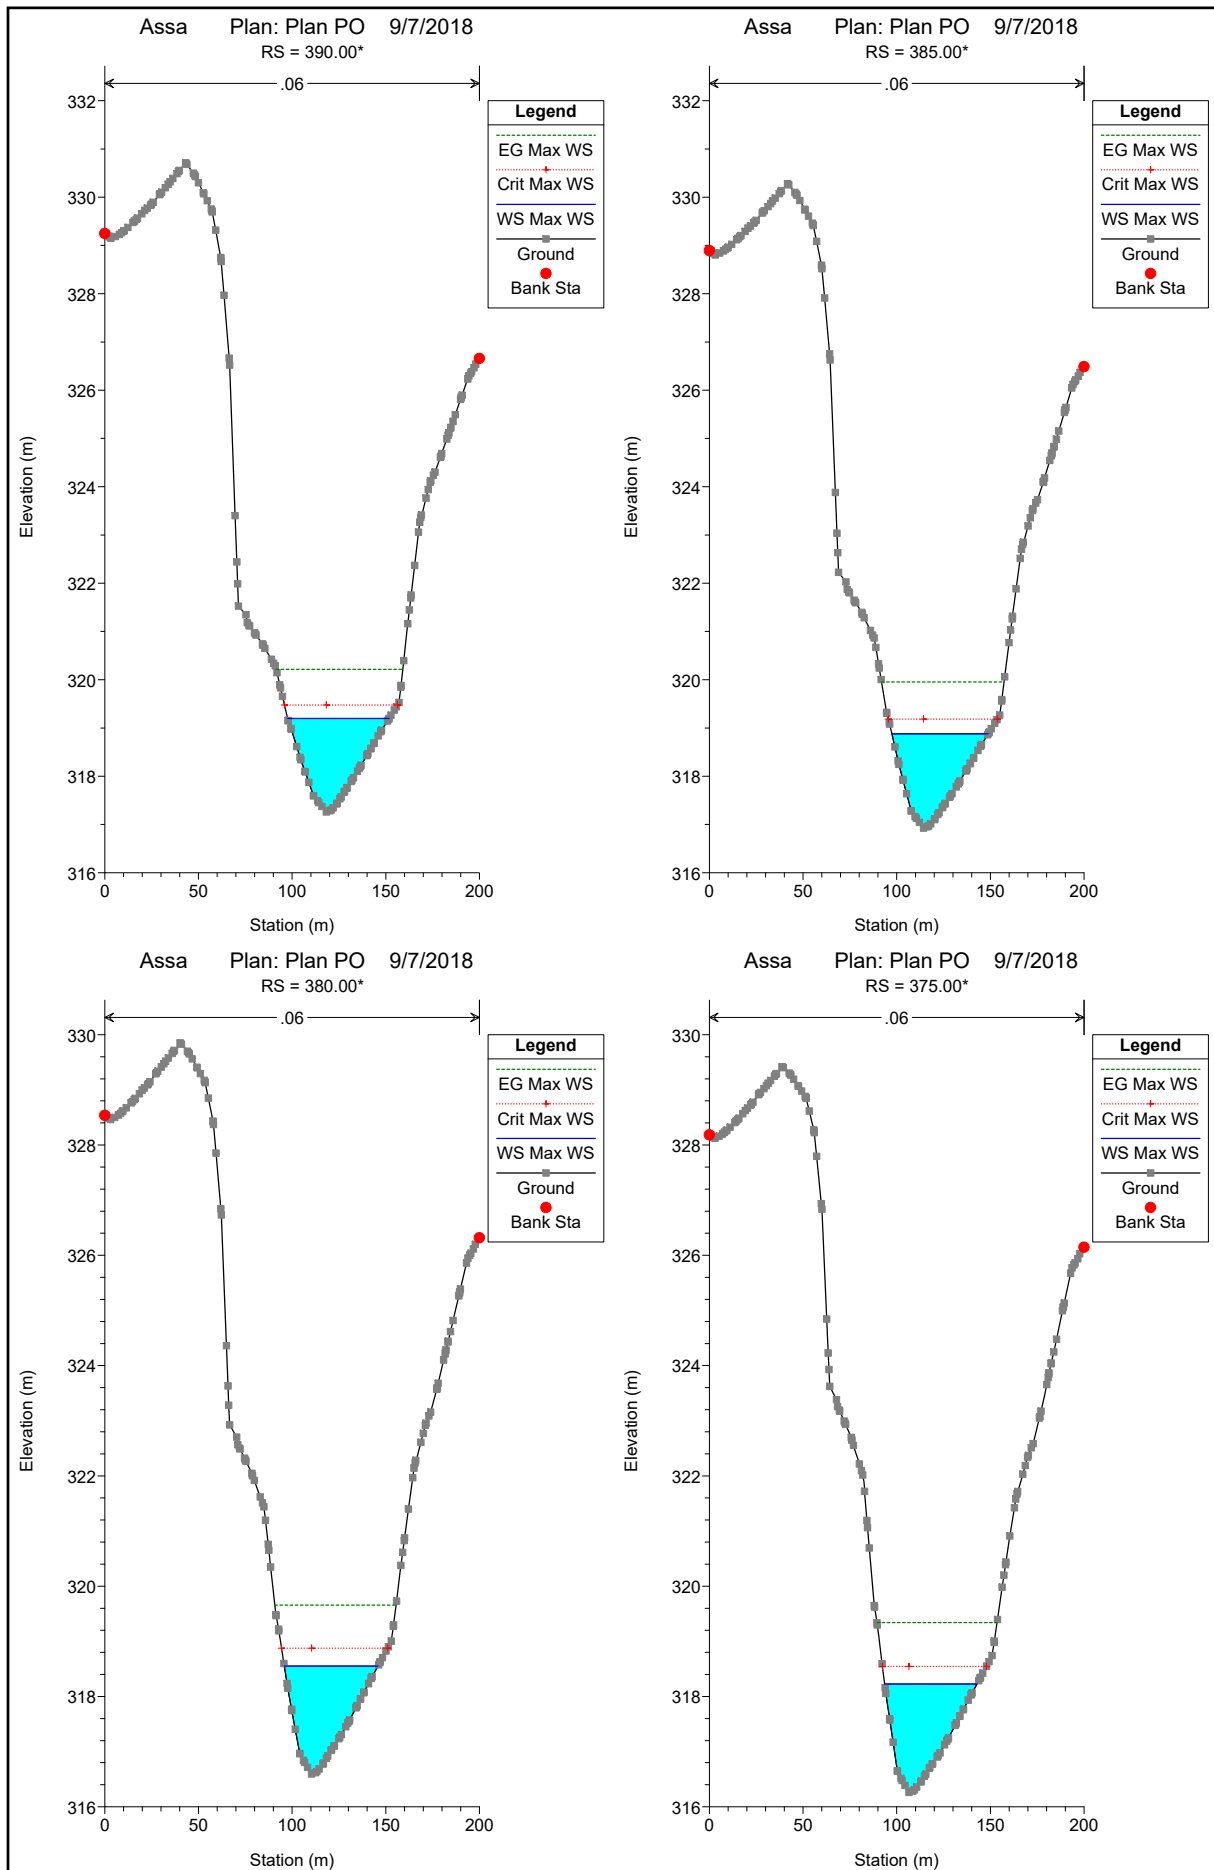 Assa Plan: Plan PO 9/7/2018
RS = 390.00*
.06
Legend
EG Max WS
Crit Max WS
WS Max WS
Ground
Bank Sta
332
330
328
326
324
322
320
318
316
0 50 100 150 200
Elevation (m)
Station (m)
Assa Plan: Plan PO 9/7/2018
RS = 385.00*
.06
Legend
EG Max WS
Crit Max WS
WS Max WS
Ground
Bank Sta
332
330
328
326
324
322
320
318
316
0 50 100 150 200
Elevation (m)
Station (m)
Assa Plan: Plan PO 9/7/2018
RS = 380.00*
.06
Legend
EG Max WS
Crit Max WS
WS Max WS
Ground
Bank Sta
330
328
326
324
322
320
318
316
0 50 100 150 200
Elevation (m)
Station (m)
Assa Plan: Plan PO 9/7/2018
RS = 375.00*
.06
Legend
EG Max WS
Crit Max WS
WS Max WS
Ground
Bank Sta
330
328
326
324
322
320
318
316
0 50 100 150 200
Elevation (m)
Station (m)